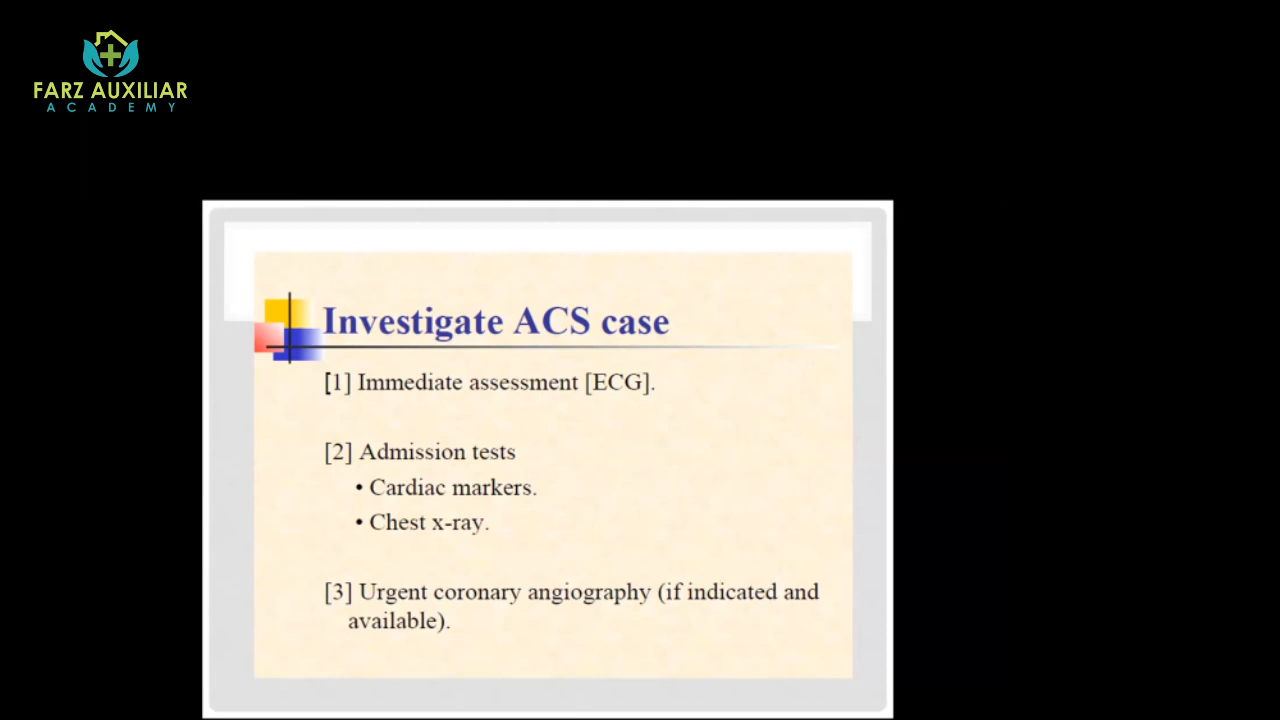 FARZ AUXILIAR
ACADEMY
Investigate ACS case
[1] Immediate assessment [ECG].
[2] Admission tests
• Cardiac markers.
• Chest x-ray.
[3] Urgent coronary angiography (if indicated and
available).